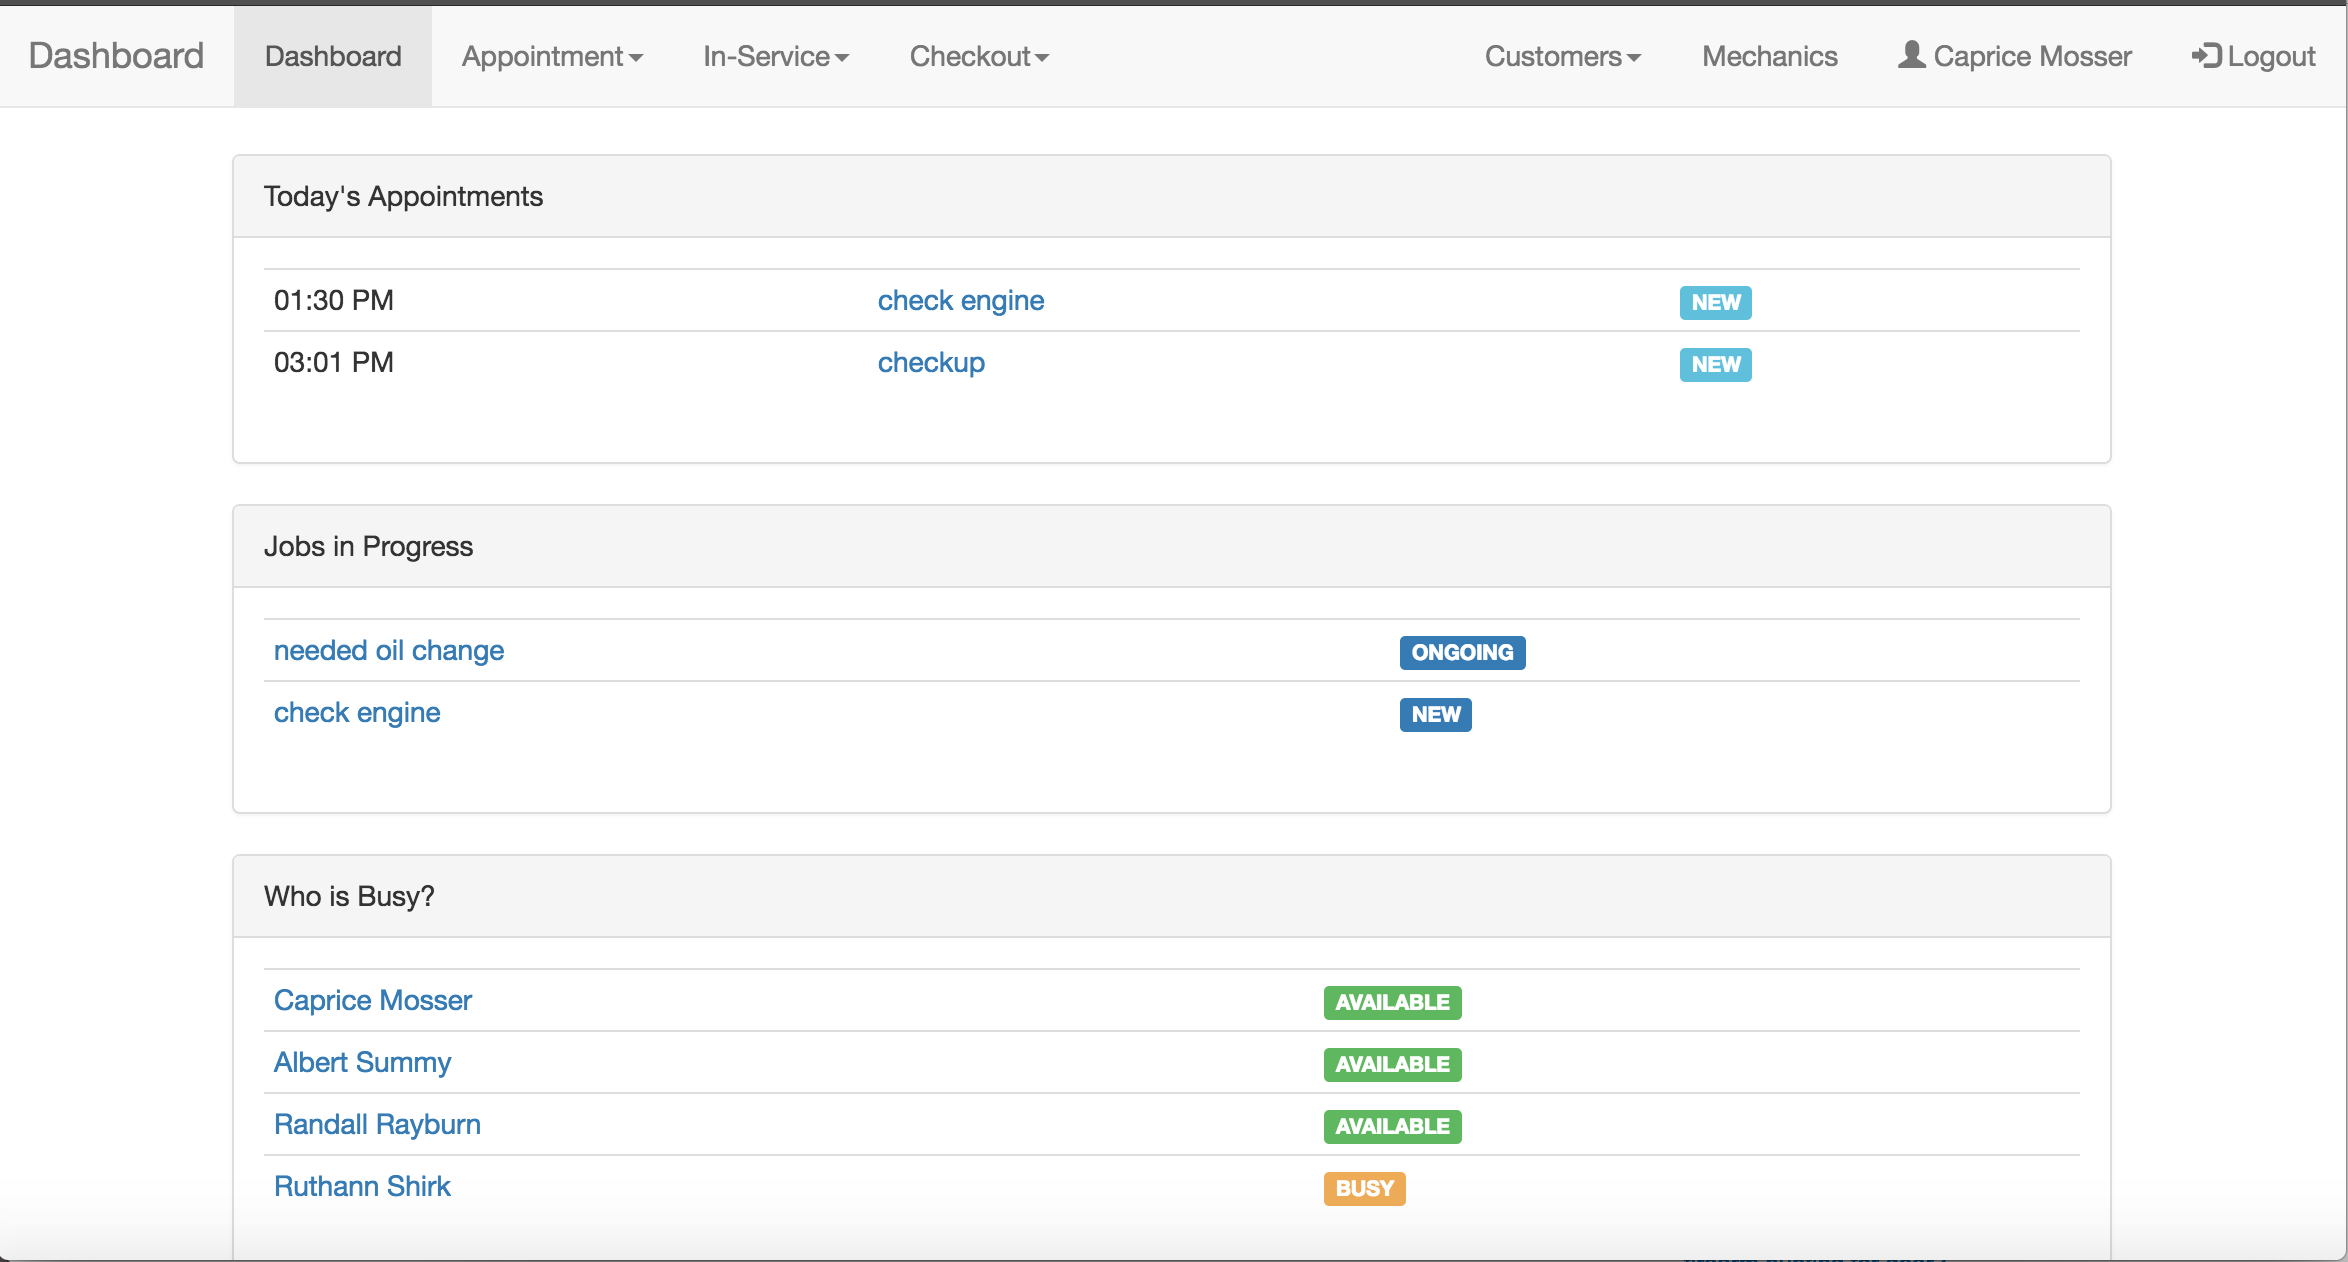 Dashboard Dashboard Appointment In-Service Checkout Customers Mechanics Caprice Mosser Logout
Today's Appointments
01:30 PM check engine NEW
03:01 PM checkup NEW
Jobs in Progress
needed oil change ONGOING
check engine NEW
Who is Busy?
Caprice Mosser AVAILABLE
Albert Summy AVAILABLE
Randall Rayburn AVAILABLE
Ruthann Shirk BUSY